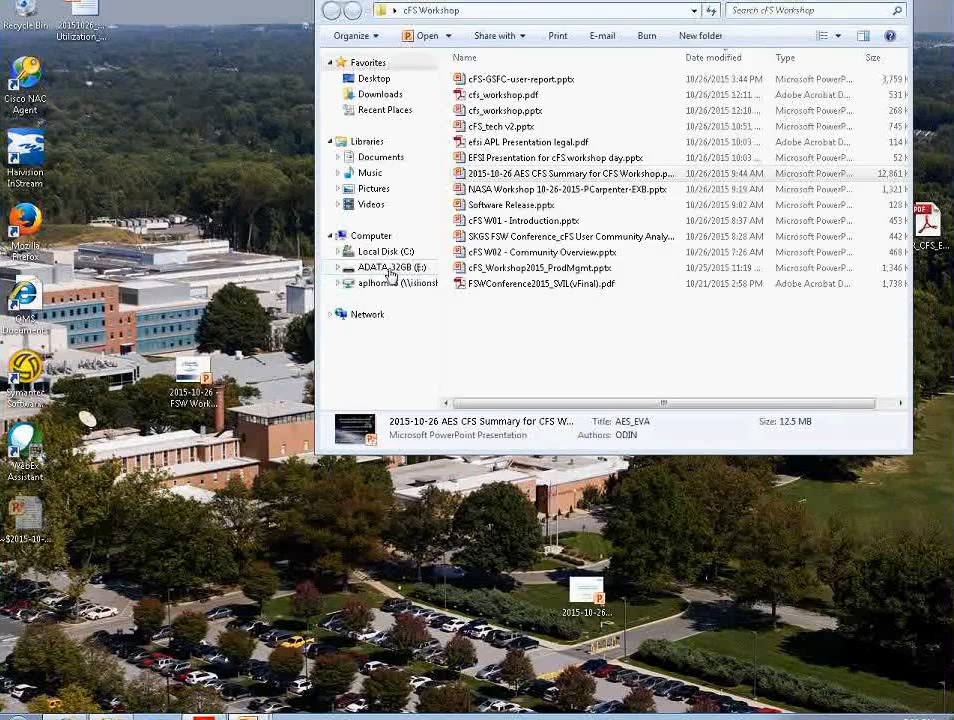 cFS Workshop
Search cFS Workshop
Organize
Open
Share with
Print
E-mail
Burn
New folder
Name
Date modified
Type
Size
Favorites
Desktop
Downloads
Recent Places
Libraries
Documents
Music
Pictures
Videos
Computer
Local Disk (C:)
ADATA_32GB (E:)
Network
cFS-GSFC-user-report.pptx 10/26/2015 3:44 PM Microsoft PowerP... 3,759 K
cfs_workshop.pdf 10/26/2015 12:11 ... Adobe Acrobat D... 531 K
cfs_workshop.pptx 10/26/2015 12:10 ... Microsoft PowerP... 268 K
cFS_tech v2.pptx 10/26/2015 10:51 ... Microsoft PowerP... 745 K
efsi APL Presentation legal.pdf 10/26/2015 10:03 ... Adobe Acrobat D... 114 K
EFSI Presentation for cFS workshop day.pptx 10/26/2015 10:03 ... Microsoft PowerP... 52 K
2015-10-26 AES CFS Summary for CFS Workshop.p... 10/26/2015 9:44 AM Microsoft PowerP... 12,861 K
NASA Workshop 10-26-2015-PCarpenter-EXB.pptx 10/26/2015 9:19 AM Microsoft PowerP... 1,321 K
Software Release.pptx 10/26/2015 9:02 AM Microsoft PowerP... 128 K
cFS W01 - Introduction.pptx 10/26/2015 8:37 AM Microsoft PowerP... 453 K
SKGS FSW Conference_cFS User Community Analy... 10/26/2015 8:28 AM Microsoft PowerP... 442 K
cFS W02 - Community Overview.pptx 10/26/2015 7:08 AM Microsoft PowerP... 663 K
cFS_Workshop2015_ProdMgmt.pptx 10/25/2015 11:19 ... Microsoft PowerP... 1,346 K
FSWConference2015_SVIL(vFinal).pdf 10/21/2015 2:58 PM Adobe Acrobat D... 1,738 K
2015-10-26 AES CFS Summary for CFS W... Title: AES_EVA Size: 12.5 MB
Microsoft PowerPoint Presentation Authors: ODIN
Recycle Bin
20151026_...
Utilization_...
Cisco NAC
Agent
Haivision
InStream
Mozilla
Firefox
QMS
Documents
Symantec
Software...
WebEx
Assistant
~$2015-10-...
2015-10-26 -
FSW Work...
2015-10-26...